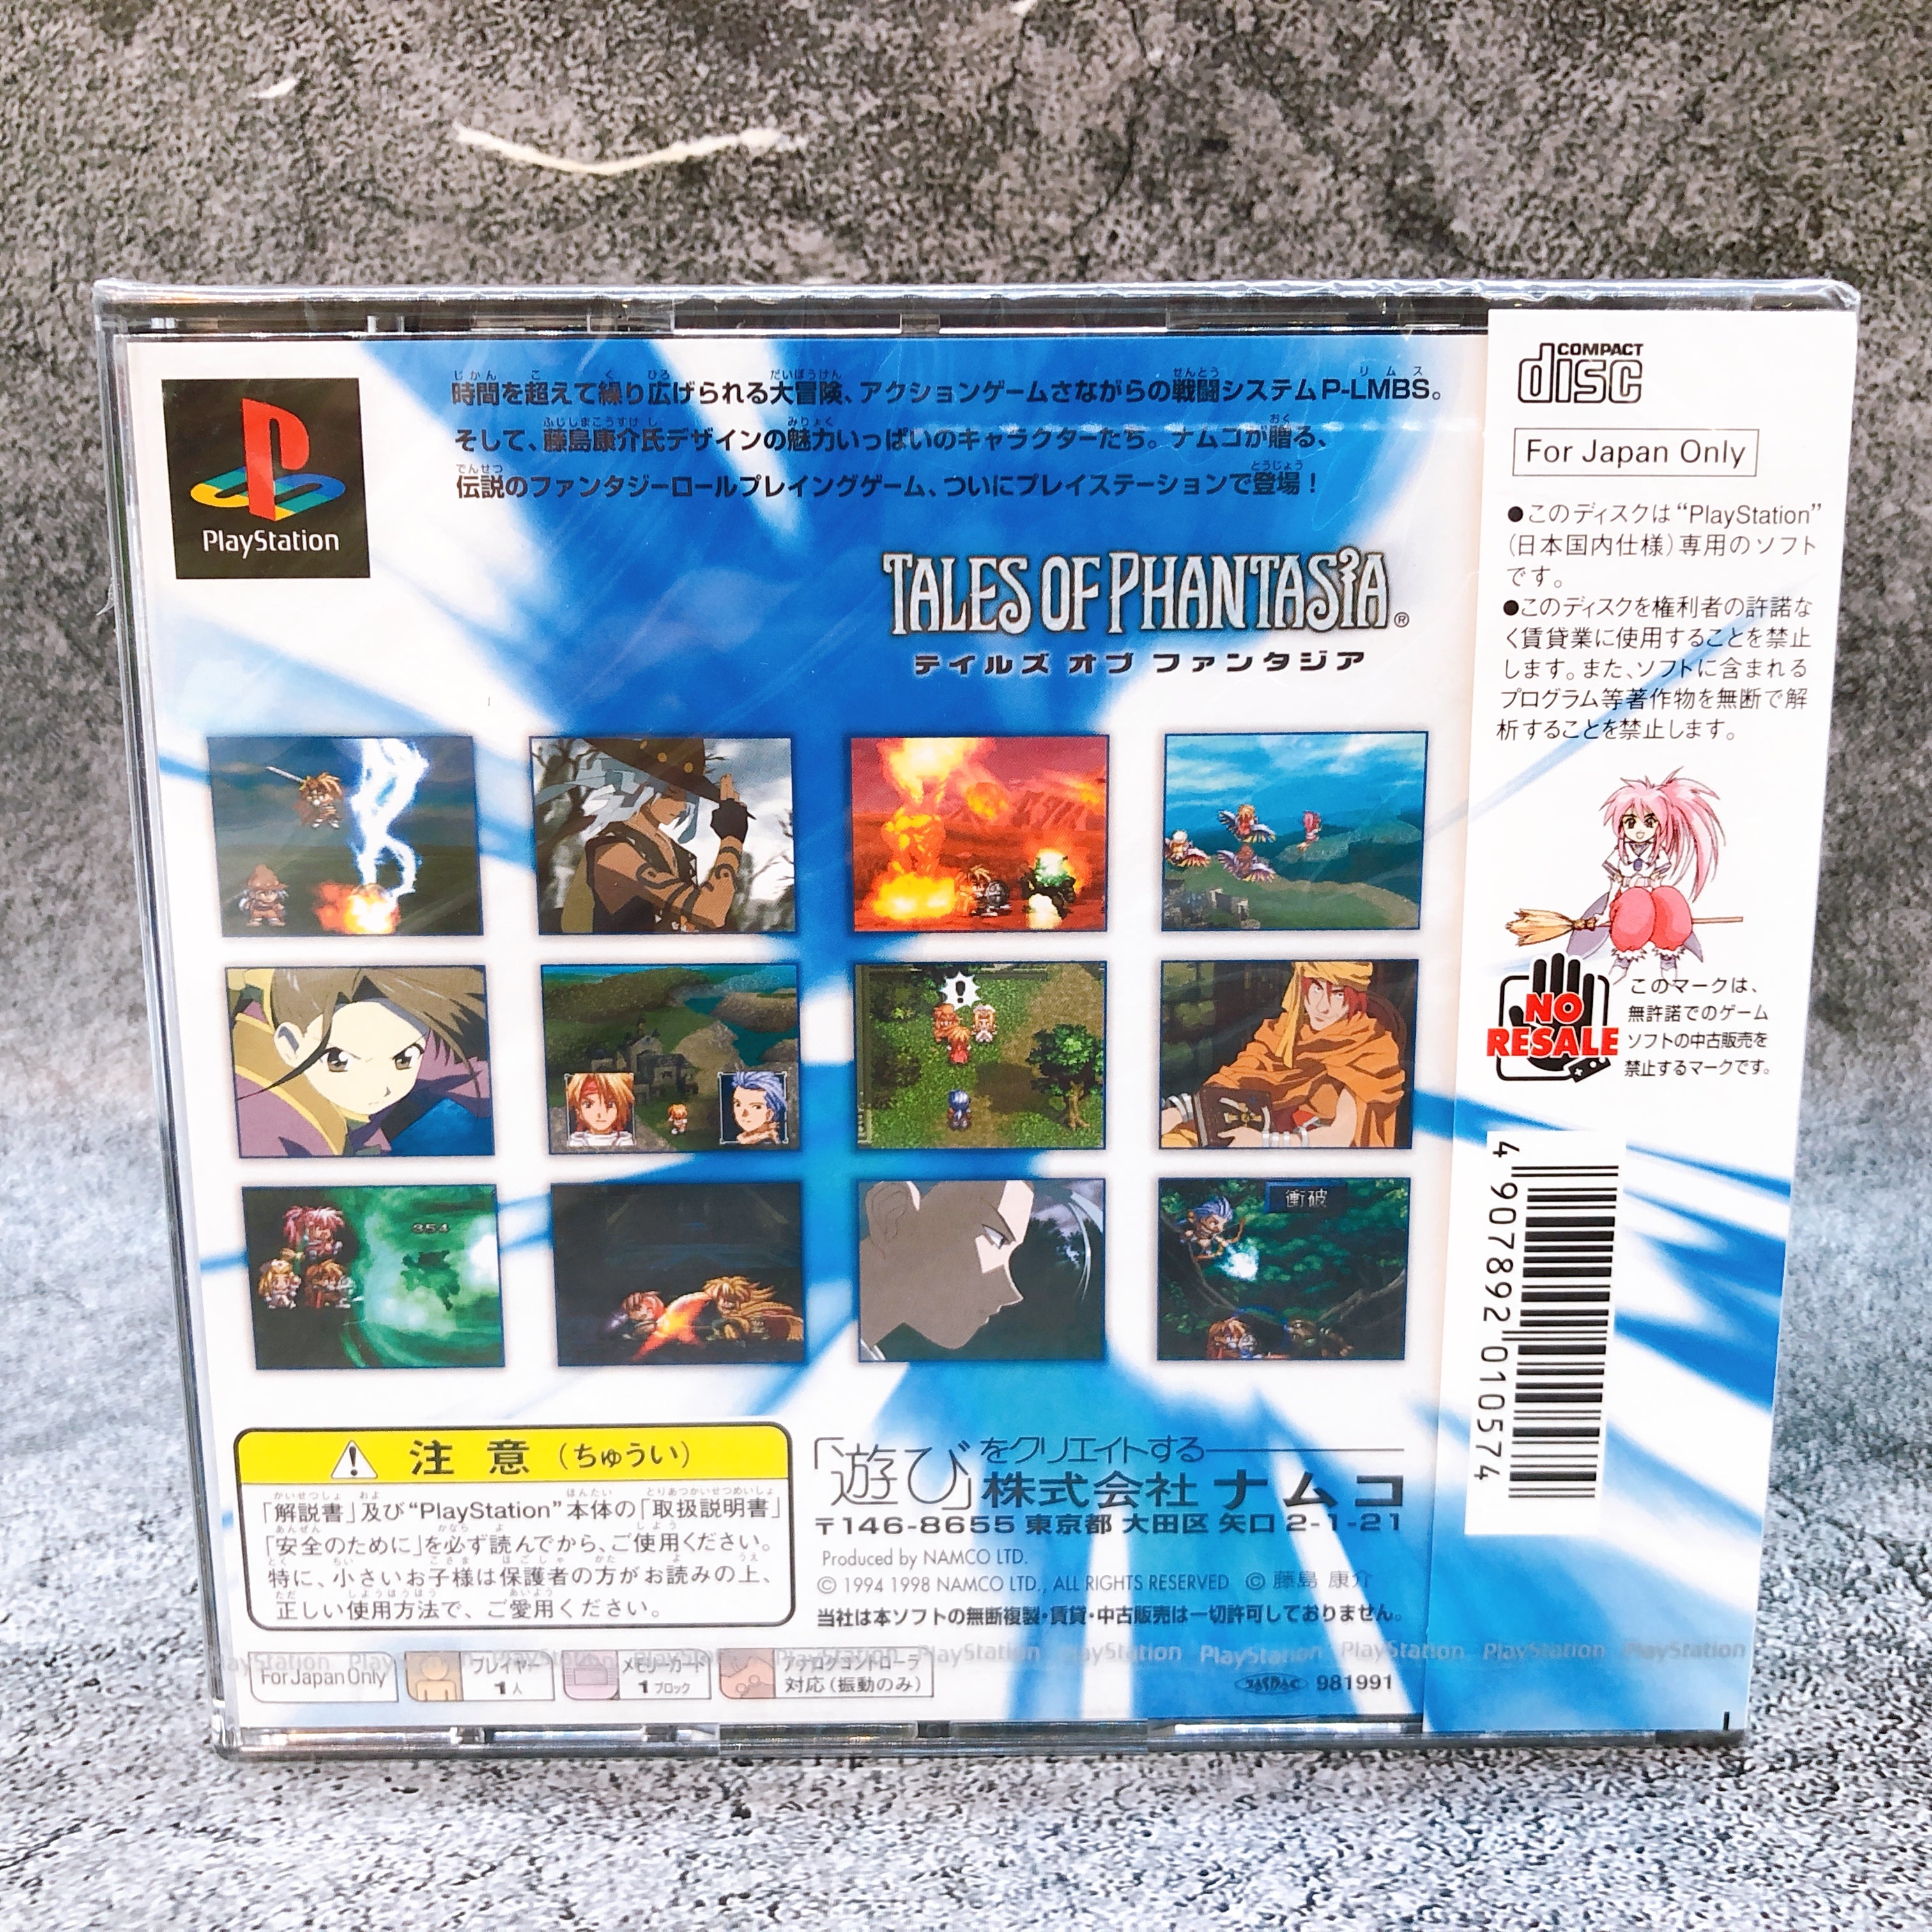 時間を超えて繰り広げられる大冒険、アクションゲームさながらの戦闘システムP-LMBS。
そして、藤島康介氏デザインの魅力いっぱいのキャラクターたち。ナムコが贈る、
伝説のファンタジーロールプレイングゲーム、ついにプレイステーションで登場！
PlayStation
TALES OF PHANTASIA®
テイルズ オブ ファンタジア
354
衝破
注意（ちゅうい）
「解説書」及び“PlayStation”本体の「取扱説明書」
「安全のために」を必ず読んでから、ご使用ください。
特に、小さいお子様は保護者の方がお読みの上、
正しい使用方法で、ご愛用ください。
「遊び」をクリエイトする
株式会社 ナムコ
〒146-8655 東京都 大田区 矢口 2-1-21
Produced by NAMCO LTD.
© 1994 1998 NAMCO LTD., ALL RIGHTS RESERVED © 藤島 康介
当社は本ソフトの無断複製・賃貸・中古販売は一切許可しておりません。
For Japan Only
プレイヤー
1人
メモリーカード
1ブロック
アナログコントローラ
対応（振動のみ）
PlayStation PlayStation PlayStation PlayStation PlayStation PlayStation
981991
COMPACT
disc
For Japan Only
●このディスクは“PlayStation”
（日本国内仕様）専用のソフト
です。
●このディスクを権利者の許諾な
く賃貸業に使用することを禁止
します。また、ソフトに含まれる
プログラム等著作物を無断で解
析することを禁止します。
NO
RESALE
このマークは、
無許諾でのゲーム
ソフトの中古販売を
禁止するマークです。
4 907892 010574